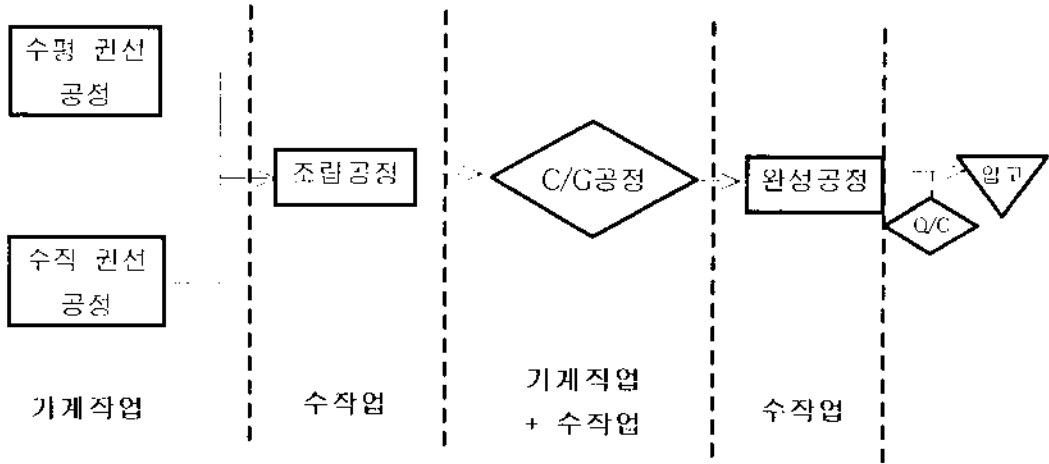 수평 권선
공정
수직 권선
공정
조립공정
C/G공정
완성공정
Q/C
입고
기계작업
수작업
기계작업
+ 수작업
수작업